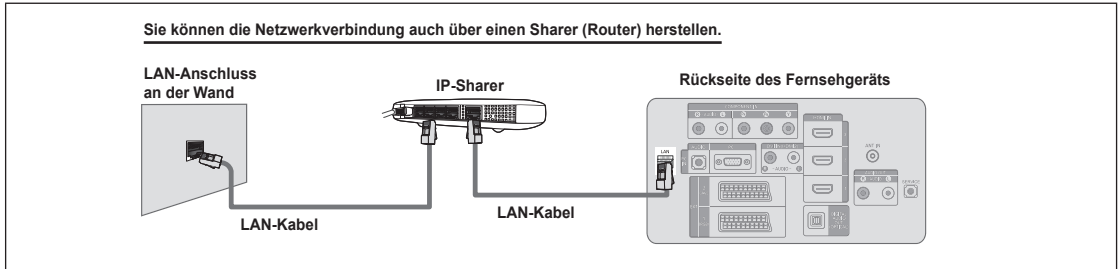 Sie können die Netzwerkverbindung auch über einen Sharer (Router) herstellen.
LAN-Anschluss
an der Wand
IP-Sharer
Rückseite des Fernsehgeräts
LAN
ANT IN
SERVICE
LAN-Kabel
LAN-Kabel